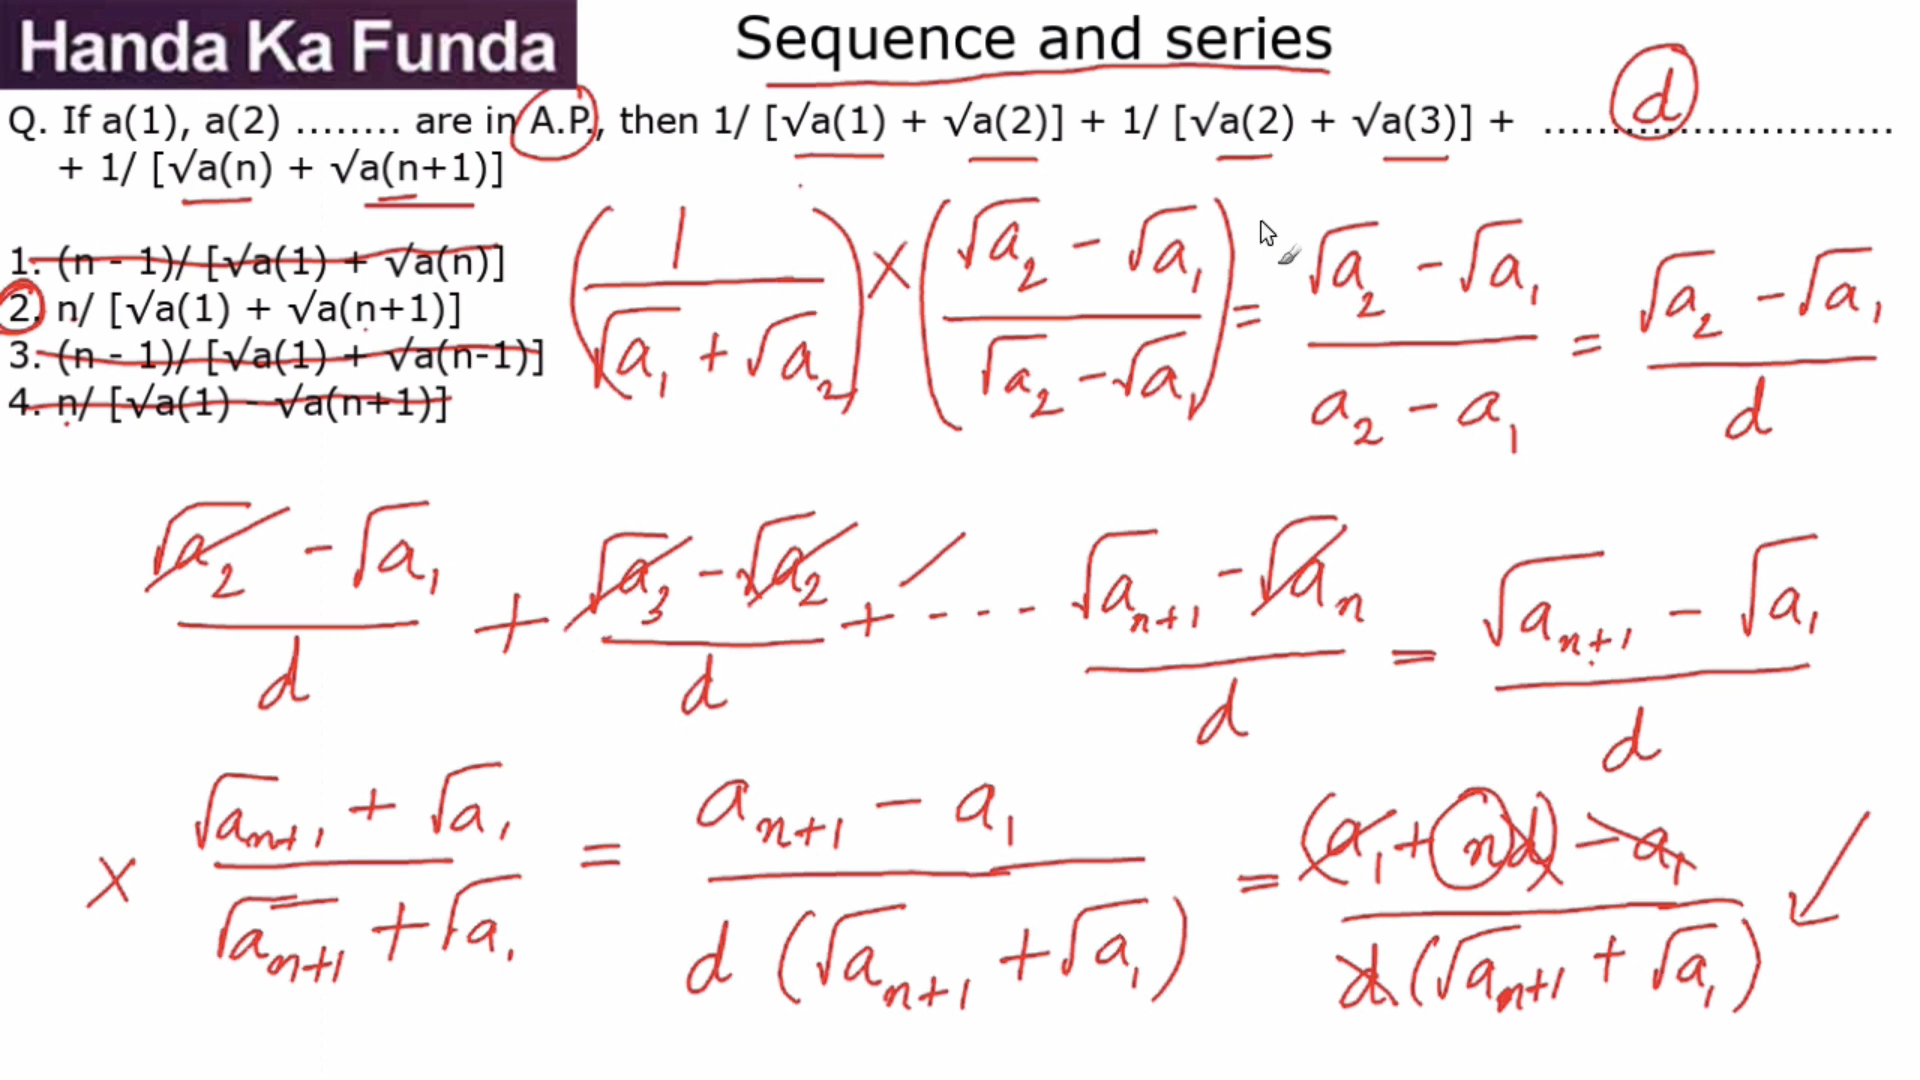 Handa Ka Funda
Sequence and series
d
Q. If a(1), a(2) ........ are in A.P., then 1/ [√a(1) + √a(2)] + 1/ [√a(2) + √a(3)] + ..........................
+ 1/ [√a(n) + √a(n+1)]
1. (n - 1)/ [√a(1) + √a(n)]
2. n/ [√a(1) + √a(n+1)]
3. (n - 1)/ [√a(1) + √a(n-1)]
4. n/ [√a(1) - √a(n+1)]
(1/(√a₁ + √a₂)) × ((√a₂ - √a₁)/(√a₂ - √a₁)) = (√a₂ - √a₁)/(a₂ - a₁) = (√a₂ - √a₁)/d
(√a₂ - √a₁)/d + (√a₃ - √a₂)/d + ---- (√aₙ₊₁ - √aₙ)/d = (√aₙ₊₁ - √a₁)/d
× (√aₙ₊₁ + √a₁)/(√aₙ₊₁ + √a₁) = (aₙ₊₁ - a₁)/(d (√aₙ₊₁ + √a₁)) = ((a₁ + nd) - a₁)/(d (√aₙ₊₁ + √a₁))